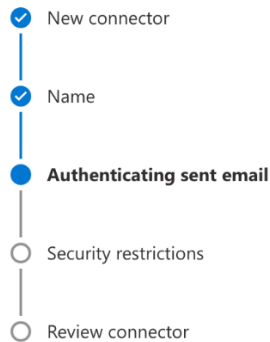 New connector
Name
Authenticating sent email
Security restrictions
Review connector